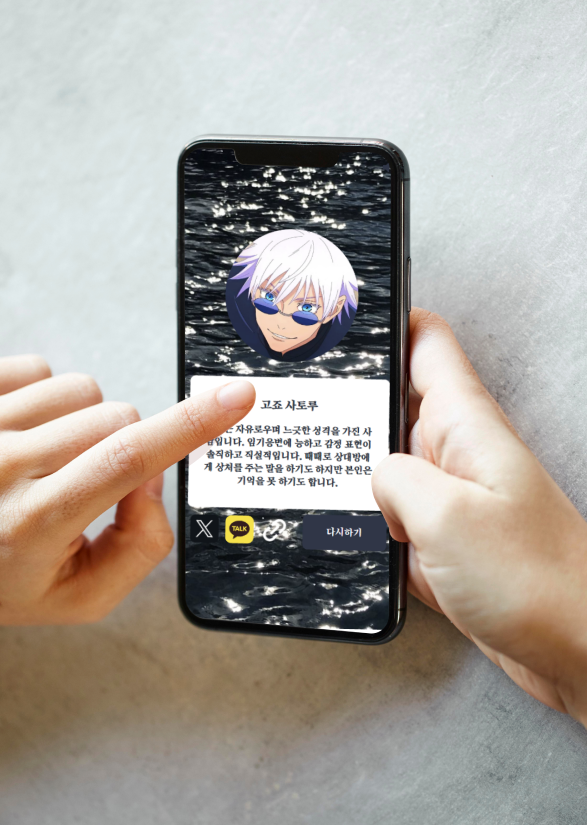 고죠 사토루
자유로우며 느긋한 성격을 가진 사
람입니다. 임기응변에 능하고 감정 표현이
솔직하고 직설적입니다. 때때로 상대방에
게 상처를 주는 말을 하기도 하지만 본인은
기억을 못 하기도 합니다.
TALK
다시하기